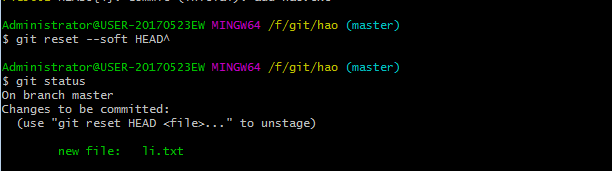 Administrator@USER-20170523EW MINGW64 /f/git/hao (master)
$ git reset --soft HEAD^
Administrator@USER-20170523EW MINGW64 /f/git/hao (master)
$ git status
On branch master
Changes to be committed:
(use "git reset HEAD <file>..." to unstage)
new file: li.txt